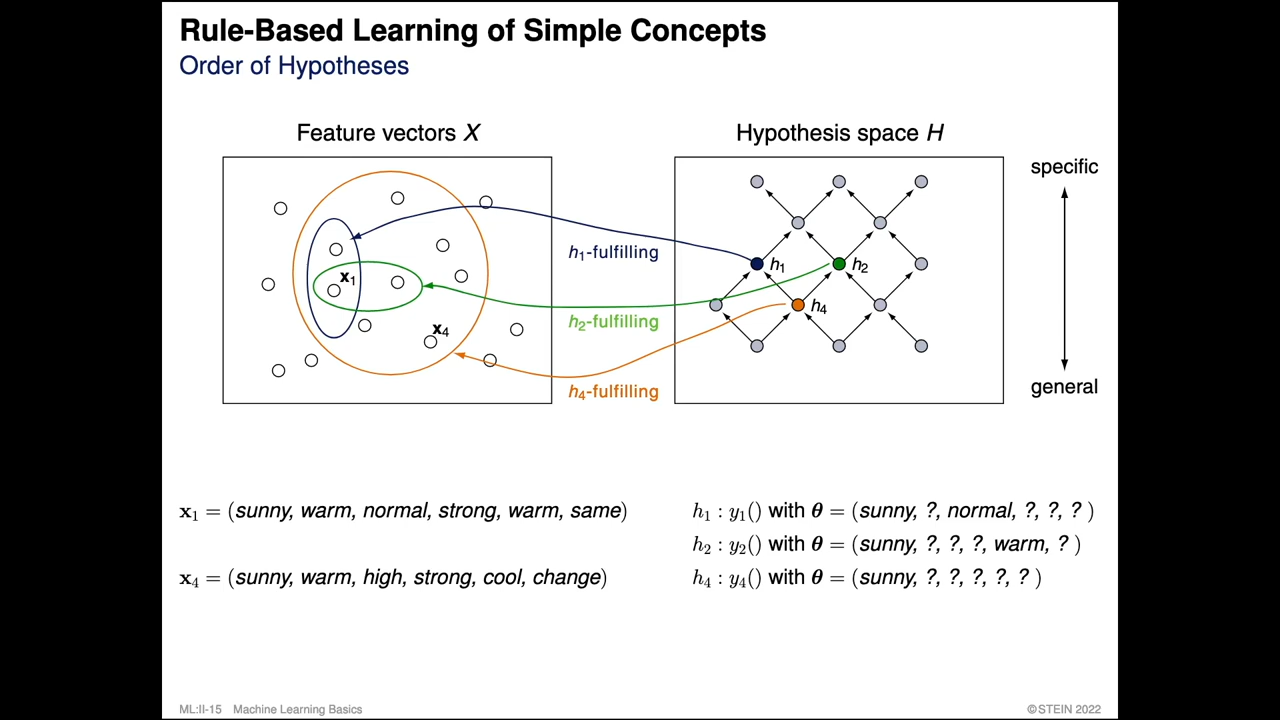 Rule-Based Learning of Simple Concepts
Order of Hypotheses
Feature vectors X
Hypothesis space H
specific
h₁-fulfilling
h₁
h₂
x₁
h₄
h₂-fulfilling
x₄
h₄-fulfilling
general
x₁ = (sunny, warm, normal, strong, warm, same)
h₁ : y₁() with θ = (sunny, ?, normal, ?, ?, ? )
h₂ : y₂() with θ = (sunny, ?, ?, ?, warm, ? )
x₄ = (sunny, warm, high, strong, cool, change)
h₄ : y₄() with θ = (sunny, ?, ?, ?, ?, ? )
ML:II-15 Machine Learning Basics
©STEIN 2022